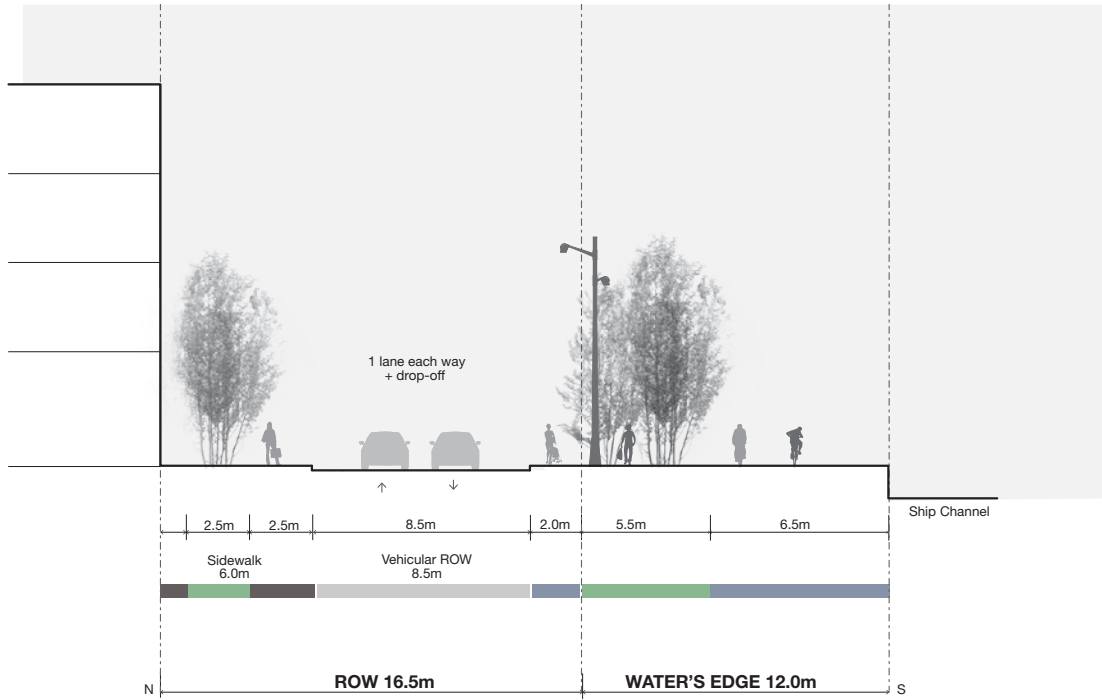 1 lane each way
+ drop-off
Ship Channel
2.5m 2.5m 8.5m 2.0m 5.5m 6.5m
Sidewalk
6.0m
Vehicular ROW
8.5m
N ROW 16.5m WATER'S EDGE 12.0m S